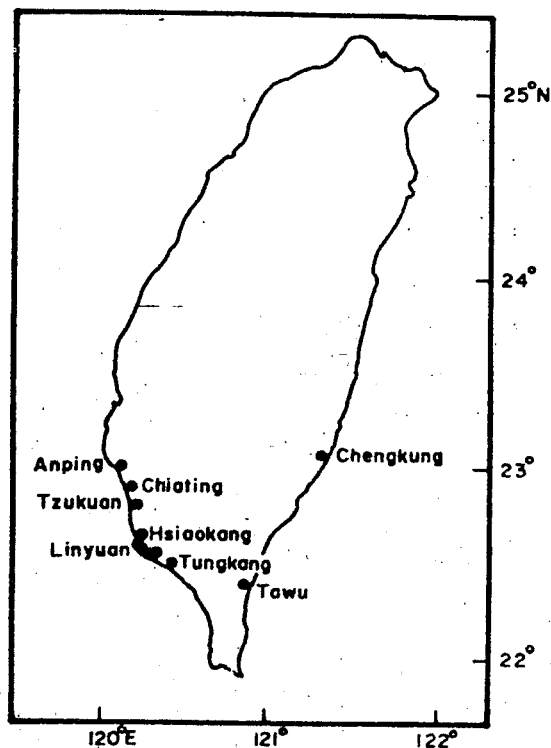 25°N
24°
Anping
Chengkung
23°
Chiating
Tzukuan
Hsiaokang
Linyuan
Tungkang
Tawu
22°
120°E
121°
122°